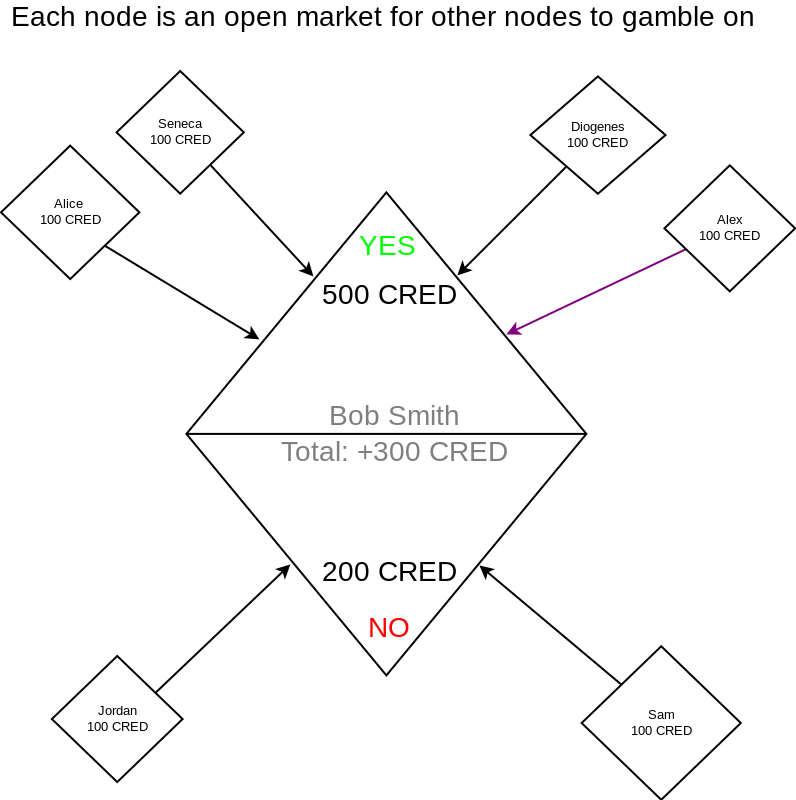 Each node is an open market for other nodes to gamble on
Seneca
100 CRED
Diogenes
100 CRED
Alice
100 CRED
Alex
100 CRED
YES
500 CRED
Bob Smith
Total: +300 CRED
200 CRED
NO
Jordan
100 CRED
Sam
100 CRED